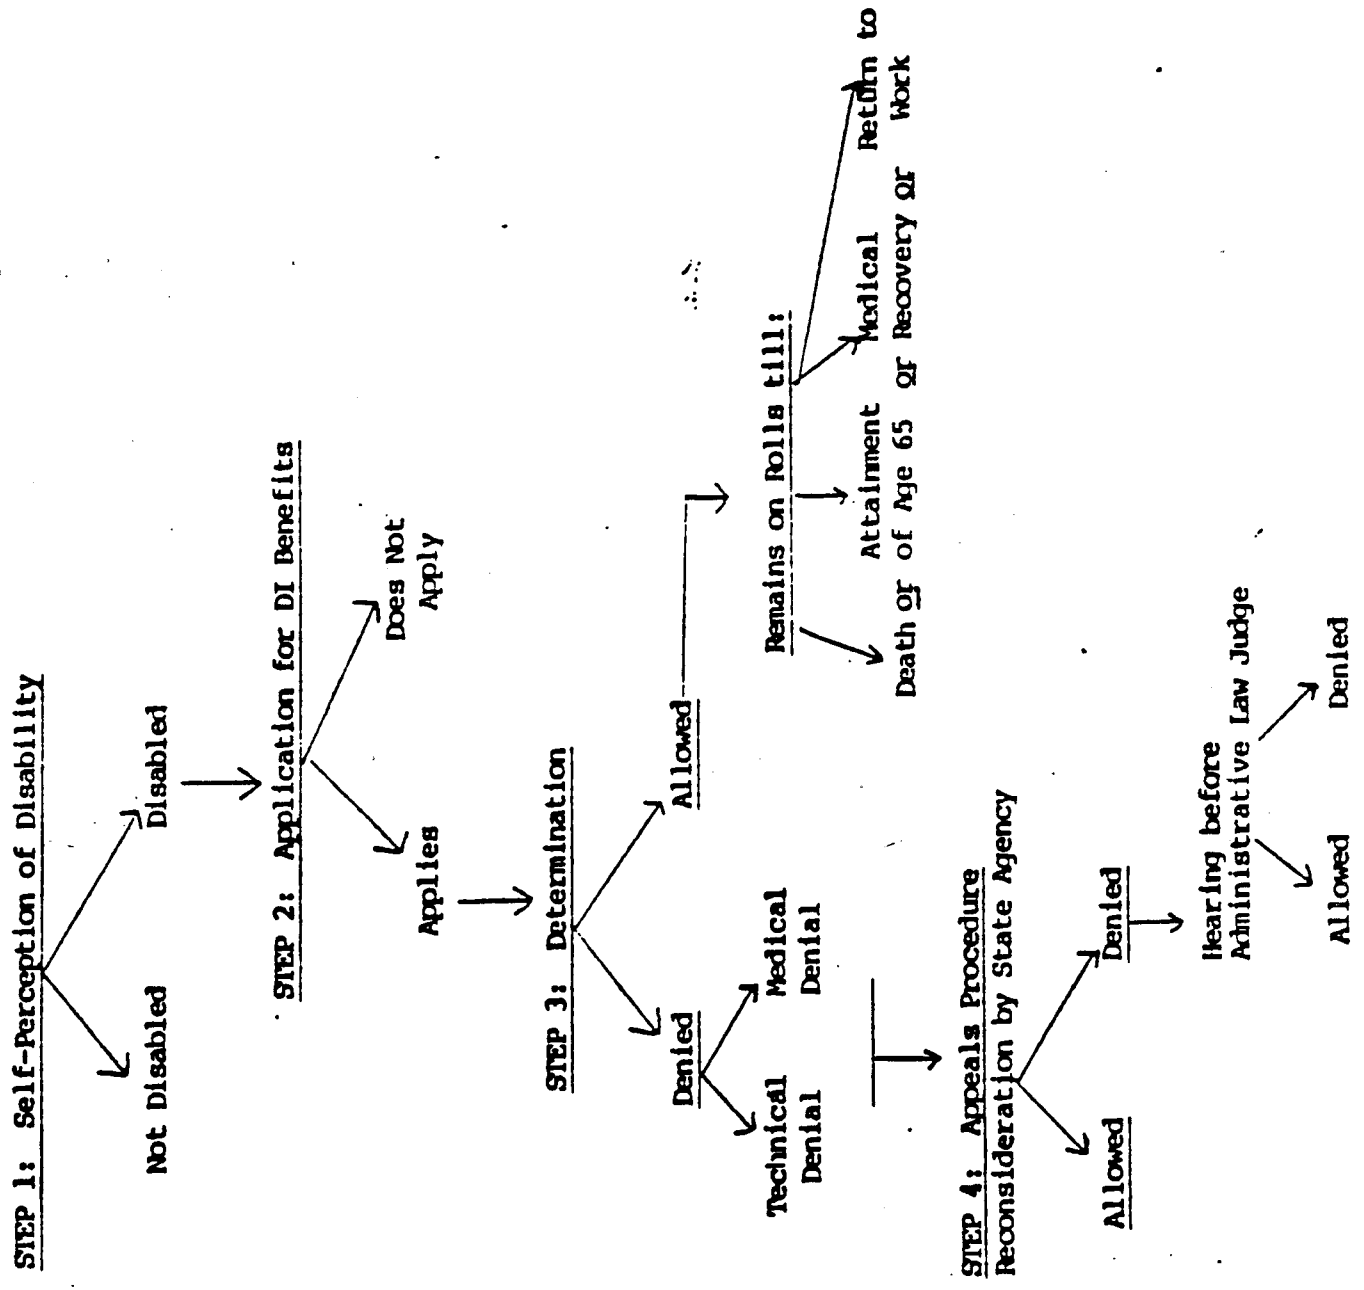 STEP 1: Self-Perception of Disability
Not Disabled
Disabled
STEP 2: Application for DI Benefits
Applies
Does Not
Apply
STEP 3: Determination
Denied
Allowed
Technical
Denial
Medical
Denial
Remains on Rolls till:
Attainment Medical Return to
Death or of Age 65 or Recovery or Work
STEP 4: Appeals Procedure
Reconsideration by State Agency
Allowed
Denied
Hearing before
Administrative Law Judge
Allowed
Denied